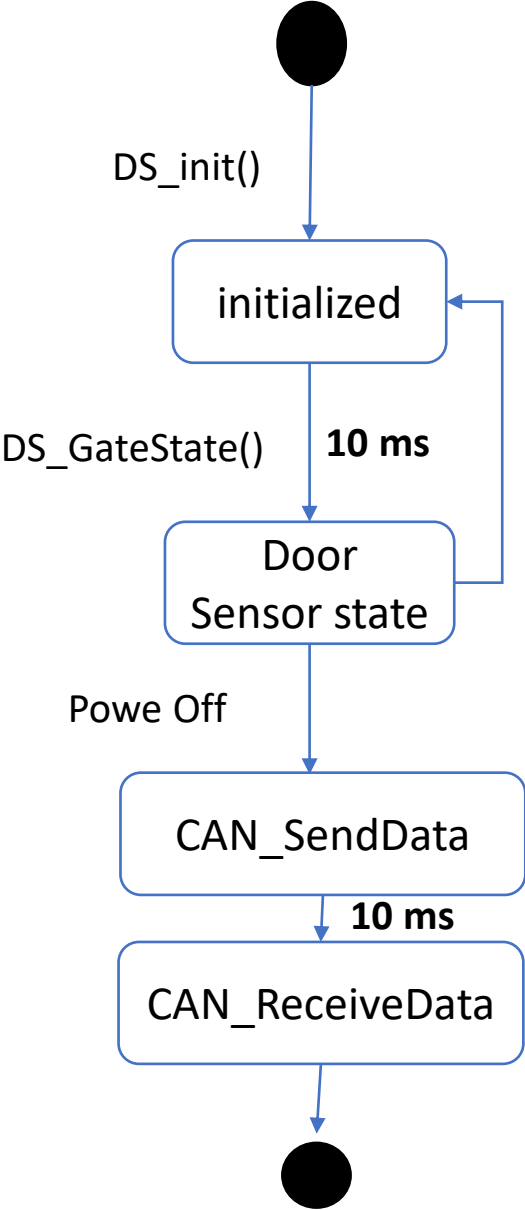 DS_init()
initialized
DS_GateState()
10 ms
Door
Sensor state
Powe Off
CAN_SendData
10 ms
CAN_ReceiveData